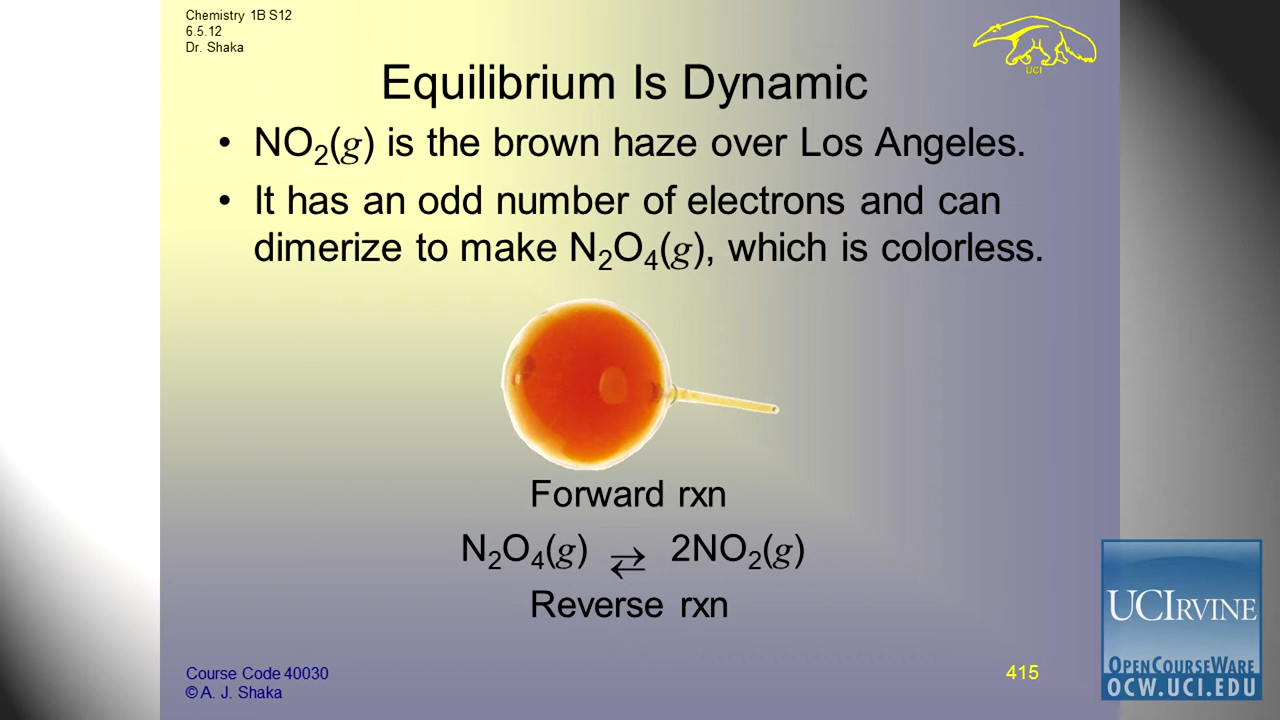 Chemistry 1B S12
6.5.12
Dr. Shaka
UCI
Equilibrium Is Dynamic
• NO₂(g) is the brown haze over Los Angeles.
• It has an odd number of electrons and can
dimerize to make N₂O₄(g), which is colorless.
Forward rxn
N₂O₄(g) ⇄ 2NO₂(g)
Reverse rxn
Course Code 40030
© A. J. Shaka
415
UCIRVINE
OPENCOURSEWARE
OCW.UCI.EDU